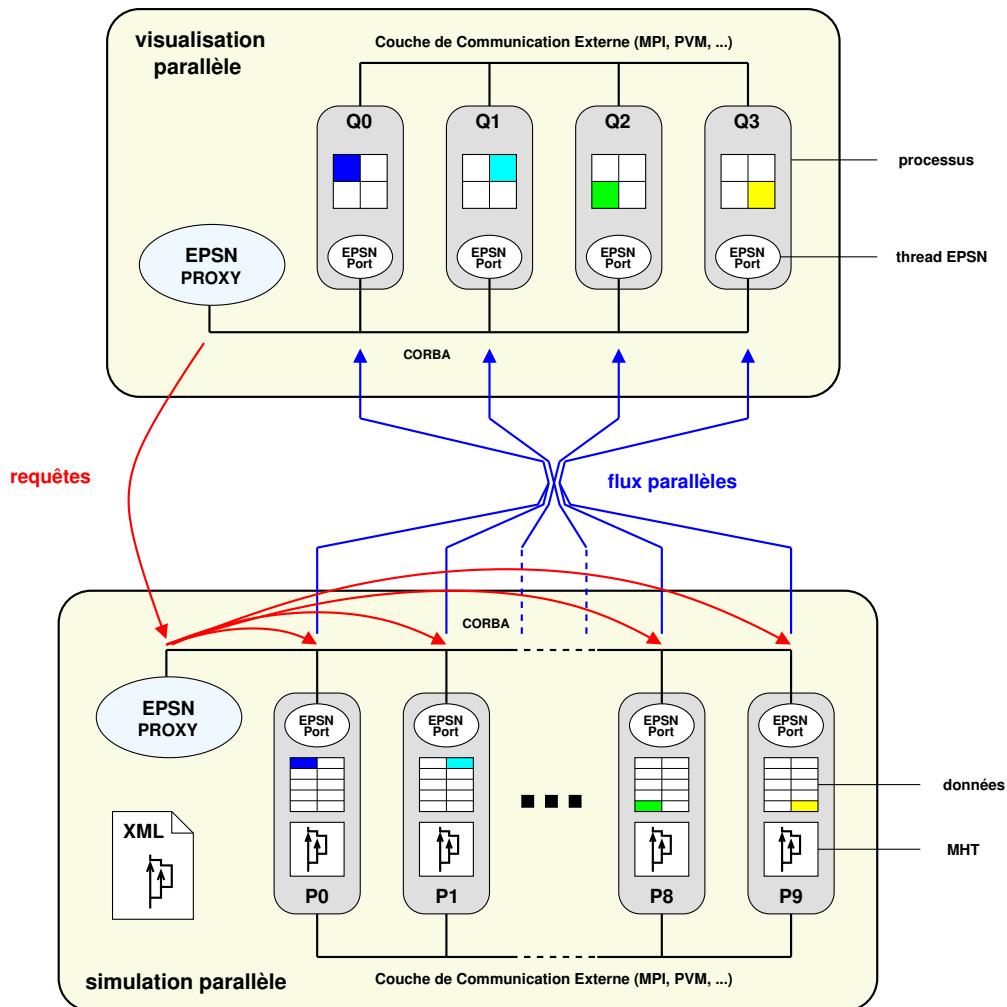 visualisation
parallèle
Couche de Communication Externe (MPI, PVM, ...)
Q0
Q1
Q2
Q3
processus
EPSN
PROXY
EPSN
Port
EPSN
Port
EPSN
Port
EPSN
Port
thread EPSN
CORBA
requêtes
flux parallèles
CORBA
EPSN
PROXY
EPSN
Port
EPSN
Port
EPSN
Port
EPSN
Port
données
XML
MHT
P0
P1
P8
P9
simulation parallèle
Couche de Communication Externe (MPI, PVM, ...)